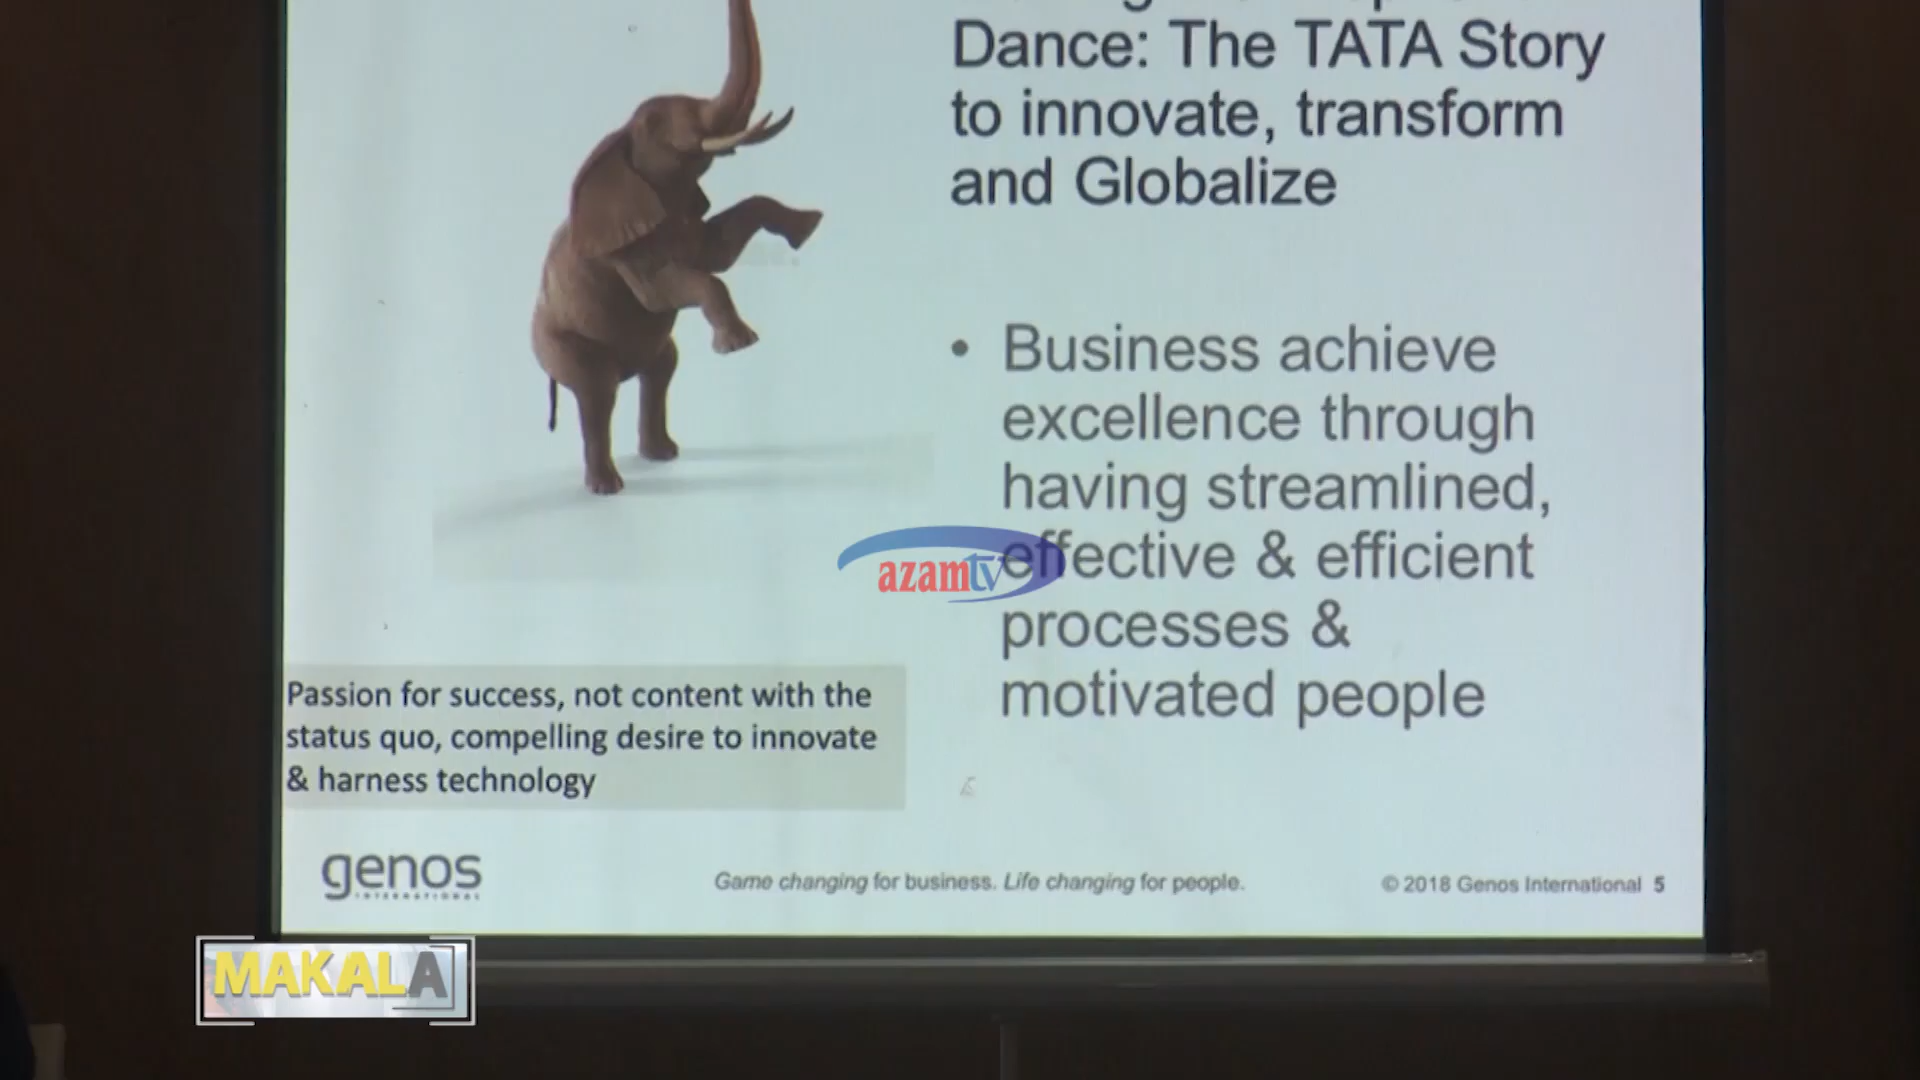 Dance: The TATA Story
to innovate, transform
and Globalize
• Business achieve
excellence through
having streamlined,
effective & efficient
processes &
motivated people
azamtv
Passion for success, not content with the
status quo, compelling desire to innovate
& harness technology
genos
INTERNATIONAL
Game changing for business. Life changing for people.
© 2018 Genos International 5
MAKALA